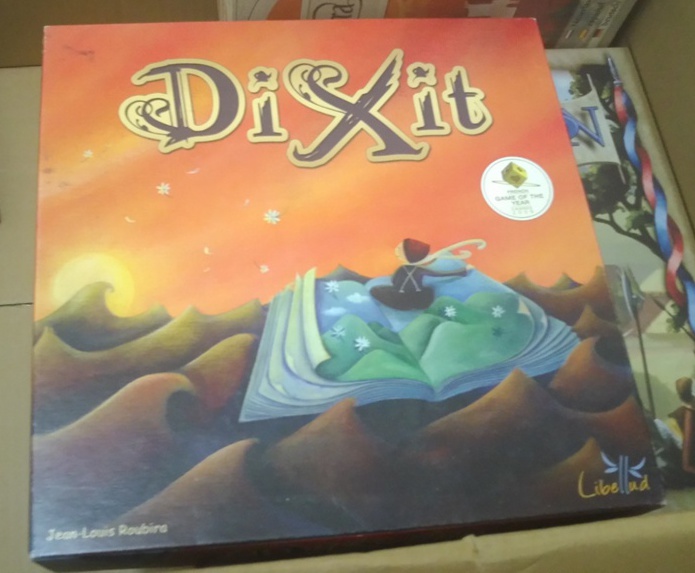 DiXit
GAME OF THE
YEAR
Libellud
Jean-Louis Roubira